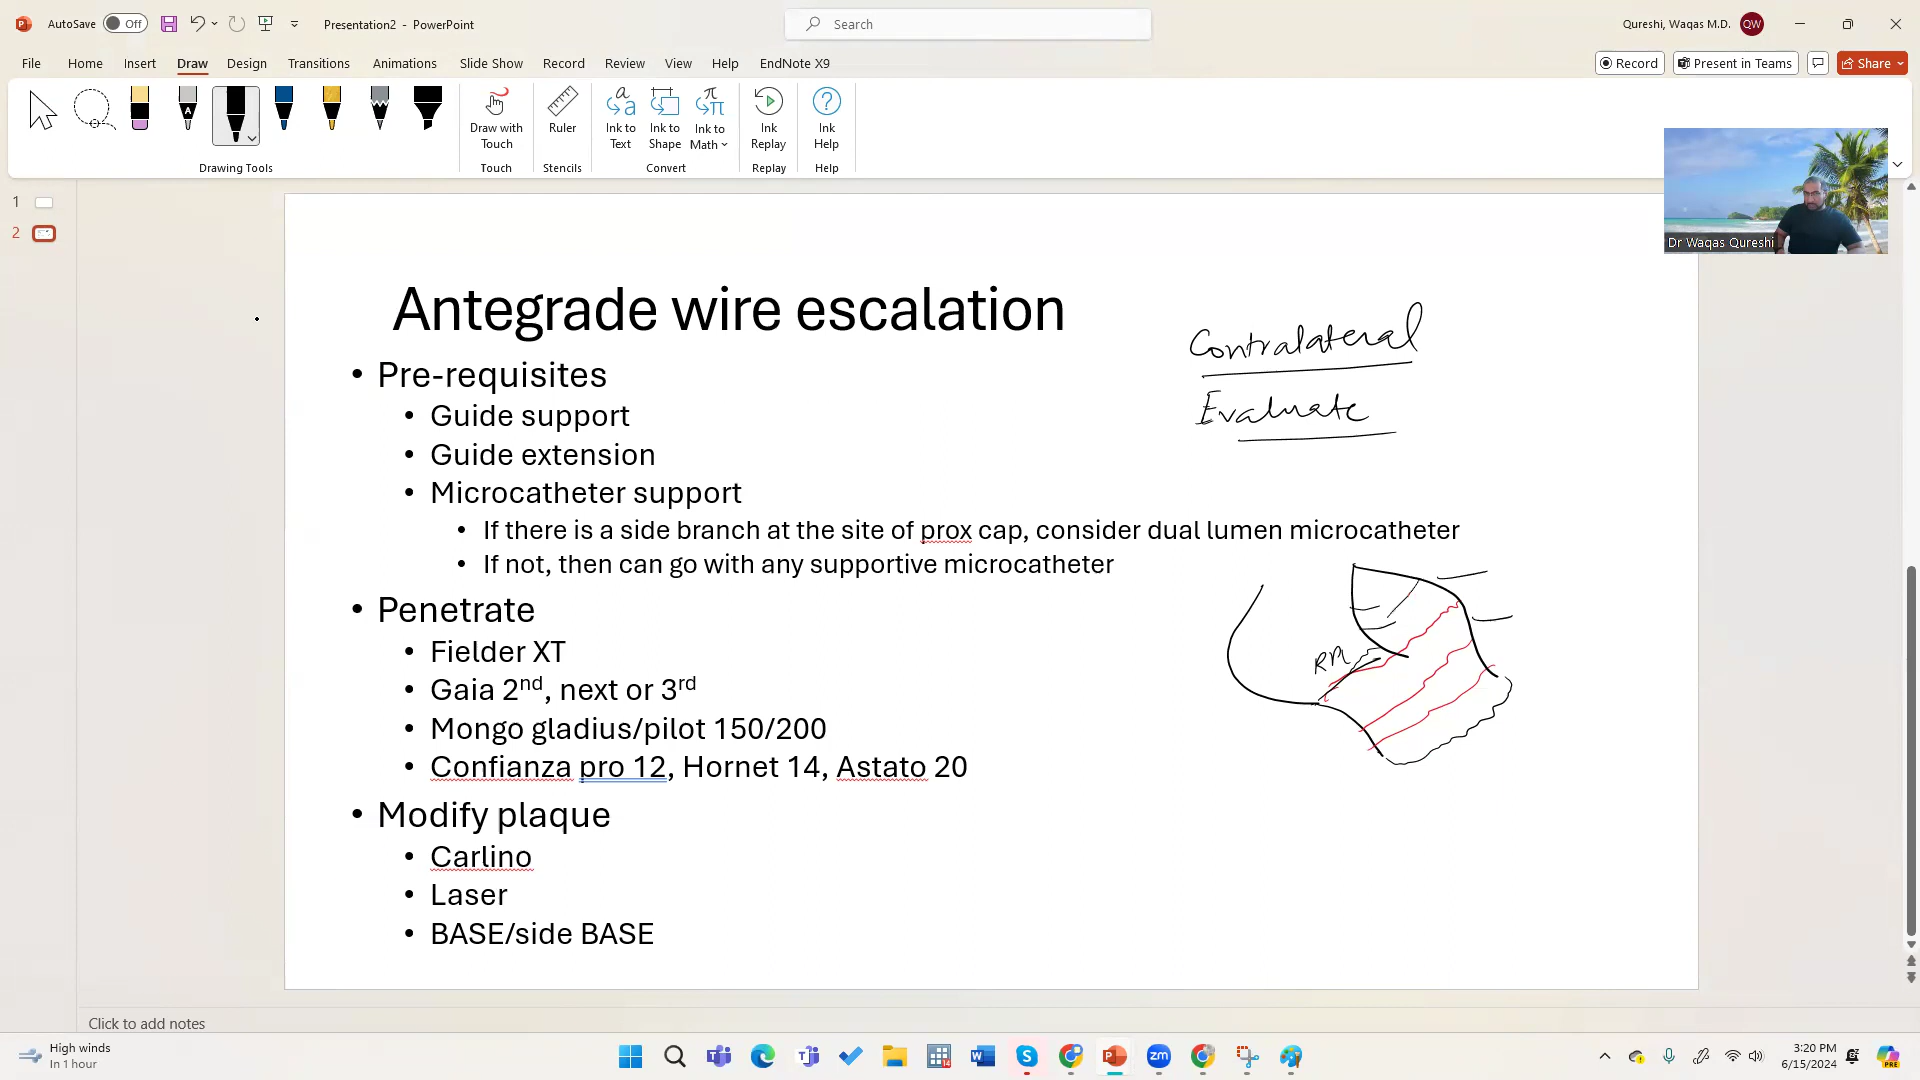 AutoSave Off Presentation2 - PowerPoint Search Qureshi, Waqas M.D. QW
File Home Insert Draw Design Transitions Animations Slide Show Record Review View Help EndNote X9 Record Present in Teams Share
Draw with Touch Ruler Ink to Text Ink to Shape Ink to Math Ink Replay Ink Help
Drawing Tools Touch Stencils Convert Replay Help
Dr Waqas Qureshi
1
2
Antegrade wire escalation
Contralateral
Evaluate
• Pre-requisites
• Guide support
• Guide extension
• Microcatheter support
• If there is a side branch at the site of prox cap, consider dual lumen microcatheter
• If not, then can go with any supportive microcatheter
• Penetrate
• Fielder XT
• Gaia 2nd, next or 3rd
• Mongo gladius/pilot 150/200
• Confianza pro 12, Hornet 14, Astato 20
• Modify plaque
• Carlino
• Laser
• BASE/side BASE
Click to add notes
High winds
In 1 hour
3:20 PM
6/15/2024